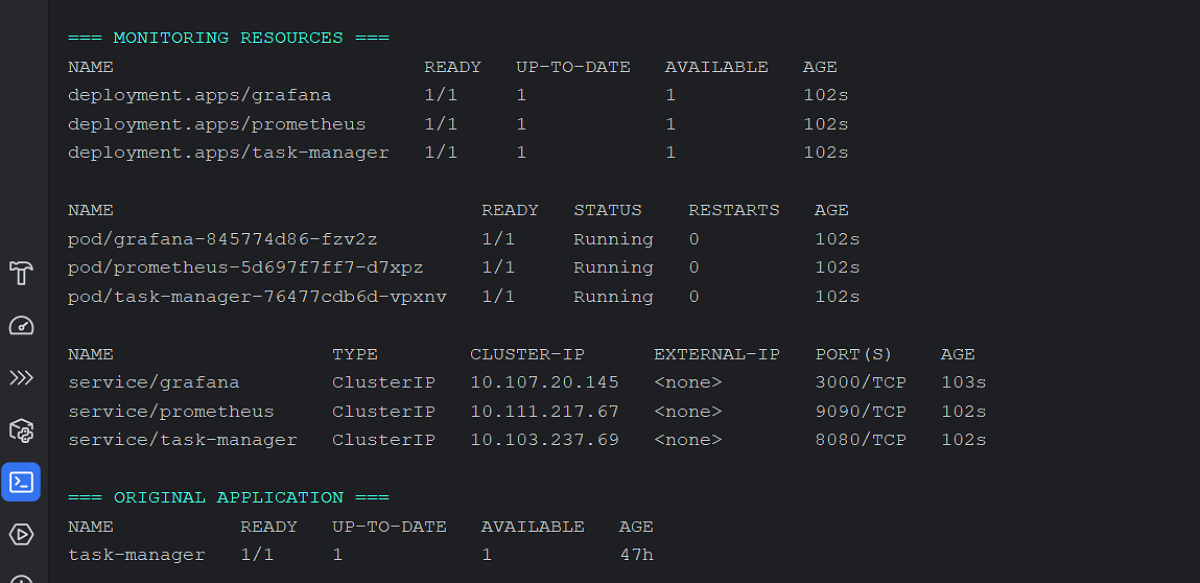 === MONITORING RESOURCES ===
NAME READY UP-TO-DATE AVAILABLE AGE
deployment.apps/grafana 1/1 1 1 102s
deployment.apps/prometheus 1/1 1 1 102s
deployment.apps/task-manager 1/1 1 1 102s
NAME READY STATUS RESTARTS AGE
pod/grafana-845774d86-fzv2z 1/1 Running 0 102s
pod/prometheus-5d697f7ff7-d7xpz 1/1 Running 0 102s
pod/task-manager-76477cdb6d-vpxnv 1/1 Running 0 102s
NAME TYPE CLUSTER-IP EXTERNAL-IP PORT(S) AGE
service/grafana ClusterIP 10.107.20.145 <none> 3000/TCP 103s
service/prometheus ClusterIP 10.111.217.67 <none> 9090/TCP 102s
service/task-manager ClusterIP 10.103.237.69 <none> 8080/TCP 102s
=== ORIGINAL APPLICATION ===
NAME READY UP-TO-DATE AVAILABLE AGE
task-manager 1/1 1 1 47h